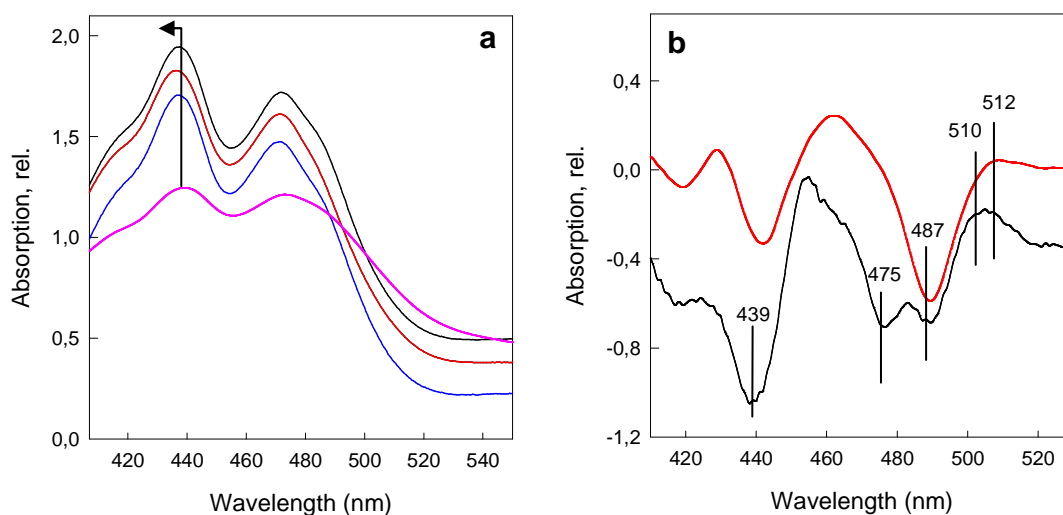 a
2,0
1,5
1,0
0,5
0,0
420 440 460 480 500 520 540
Wavelength (nm)
Absorption, rel.
b
0,4
0,0
-0,4
-0,8
-1,2
420 440 460 480 500 520
Wavelength (nm)
Absorption, rel.
439
475
487
510
512